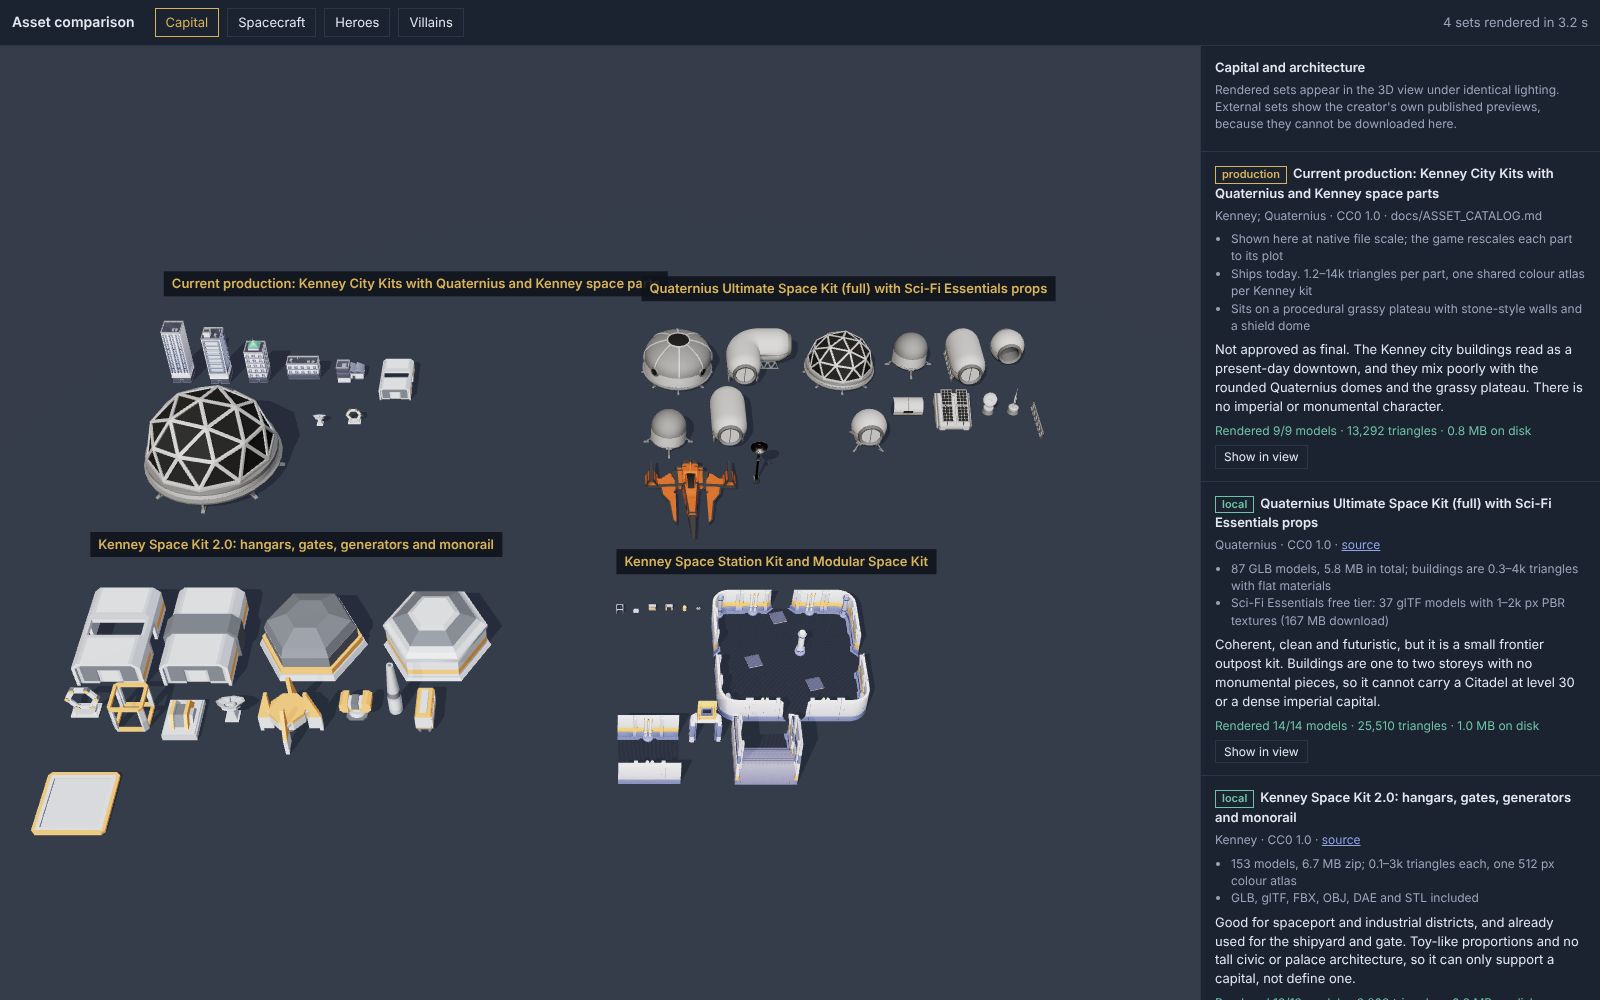 Asset comparison
Capital
Spacecraft
Heroes
Villains
4 sets rendered in 3.2 s
Current production: Kenney City Kits with Quaternius and Kenney space pa
Quaternius Ultimate Space Kit (full) with Sci-Fi Essentials props
Kenney Space Kit 2.0: hangars, gates, generators and monorail
Kenney Space Station Kit and Modular Space Kit
Capital and architecture
Rendered sets appear in the 3D view under identical lighting.
External sets show the creator's own published previews,
because they cannot be downloaded here.
production Current production: Kenney City Kits with
Quaternius and Kenney space parts
Kenney; Quaternius · CC0 1.0 · docs/ASSET_CATALOG.md
• Shown here at native file scale; the game rescales each part
to its plot
• Ships today. 1.2–14k triangles per part, one shared colour atlas
per Kenney kit
• Sits on a procedural grassy plateau with stone-style walls and
a shield dome
Not approved as final. The Kenney city buildings read as a
present-day downtown, and they mix poorly with the
rounded Quaternius domes and the grassy plateau. There is
no imperial or monumental character.
Rendered 9/9 models · 13,292 triangles · 0.8 MB on disk
Show in view
local Quaternius Ultimate Space Kit (full) with Sci-Fi
Essentials props
Quaternius · CC0 1.0 · source
• 87 GLB models, 5.8 MB in total; buildings are 0.3–4k triangles
with flat materials
• Sci-Fi Essentials free tier: 37 glTF models with 1–2k px PBR
textures (167 MB download)
Coherent, clean and futuristic, but it is a small frontier
outpost kit. Buildings are one to two storeys with no
monumental pieces, so it cannot carry a Citadel at level 30
or a dense imperial capital.
Rendered 14/14 models · 25,510 triangles · 1.0 MB on disk
Show in view
local Kenney Space Kit 2.0: hangars, gates, generators
and monorail
Kenney · CC0 1.0 · source
• 153 models, 6.7 MB zip; 0.1–3k triangles each, one 512 px
colour atlas
• GLB, glTF, FBX, OBJ, DAE and STL included
Good for spaceport and industrial districts, and already
used for the shipyard and gate. Toy-like proportions and no
tall civic or palace architecture, so it can only support a
capital, not define one.